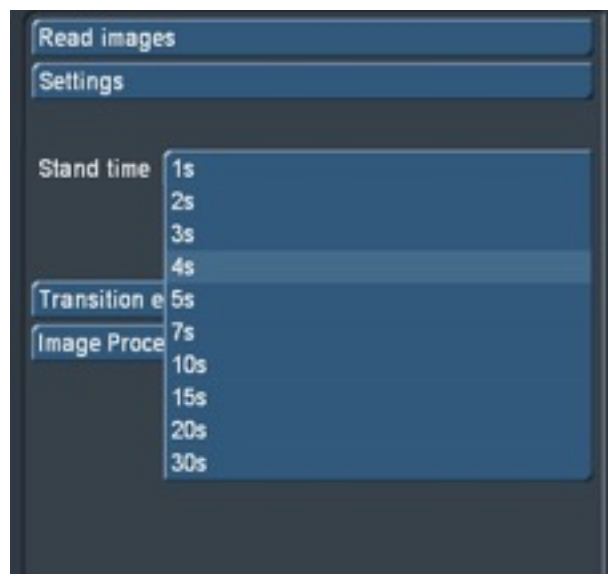 Read images
Settings
Stand time
1s
2s
3s
4s
Transition e
5s
Image Proce
7s
10s
15s
20s
30s